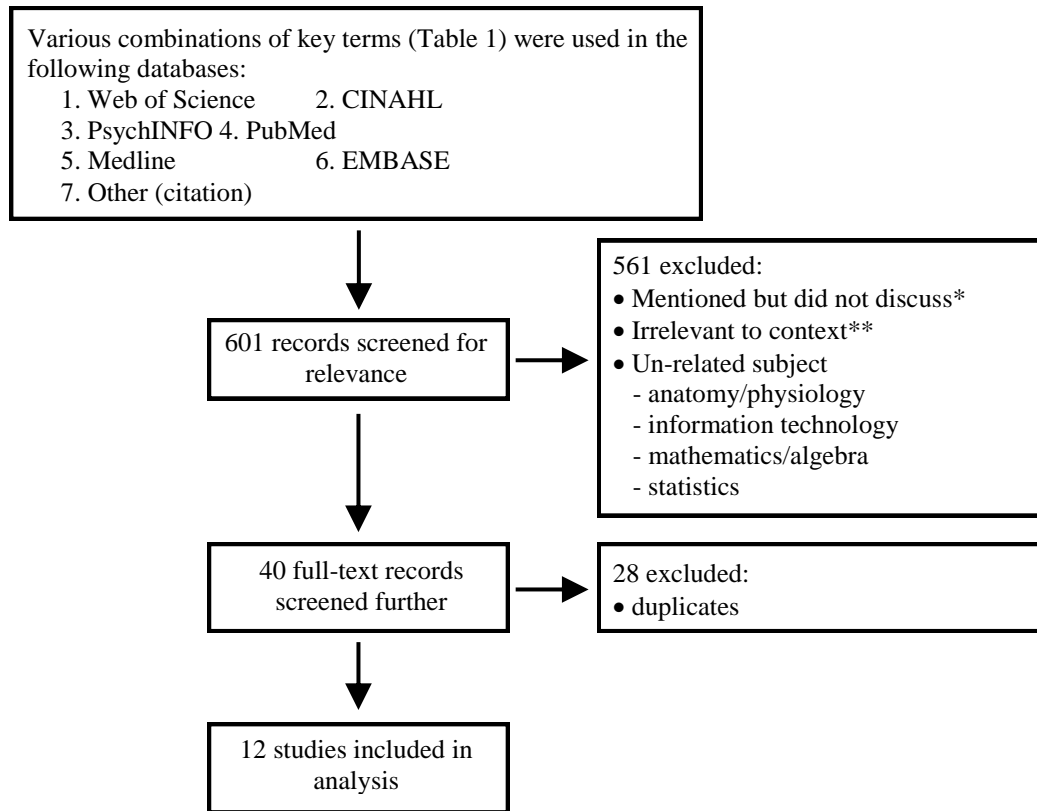 Various combinations of key terms (Table 1) were used in the
following databases:
1. Web of Science 2. CINAHL
3. PsychINFO 4. PubMed
5. Medline 6. EMBASE
7. Other (citation)
601 records screened for
relevance
561 excluded:
• Mentioned but did not discuss*
• Irrelevant to context**
• Un-related subject
- anatomy/physiology
- information technology
- mathematics/algebra
- statistics
40 full-text records
screened further
28 excluded:
• duplicates
12 studies included in
analysis